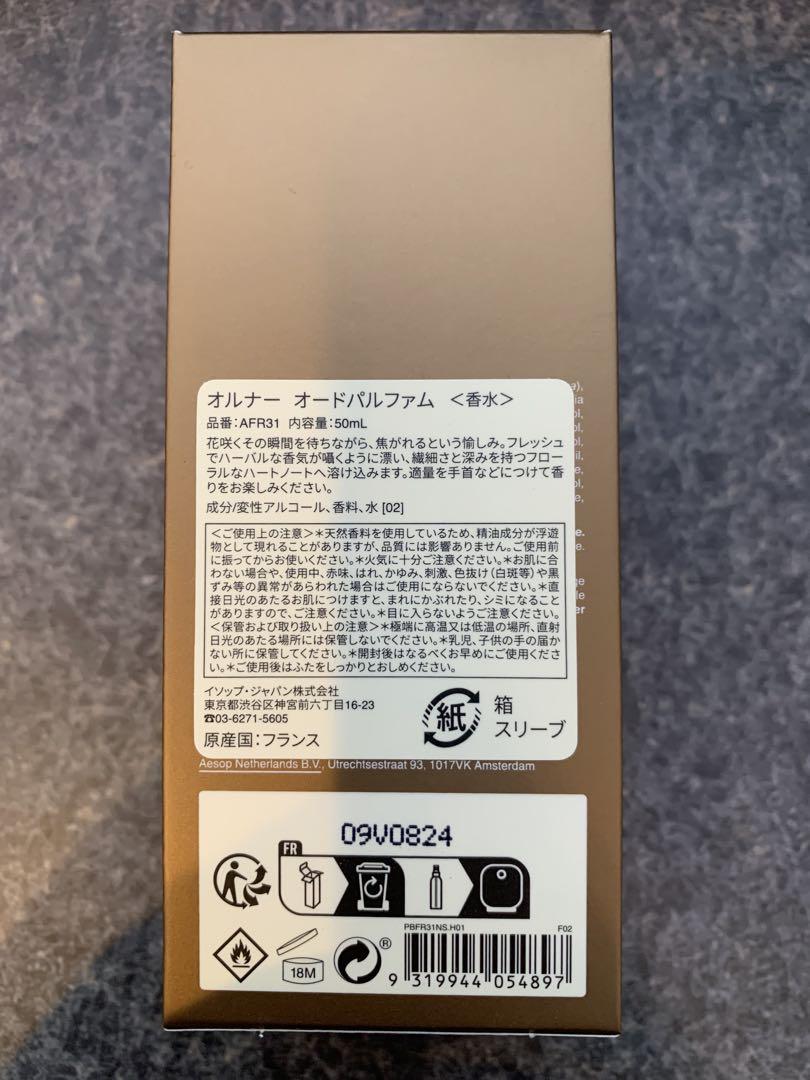 オルナー オードパルファム <香水>
品番:AFR31 内容量:50mL
花咲くその瞬間を待ちながら、焦がれるという愉しみ。フレッシュ
でハーバルな香気が囁くように漂い、繊細さと深みを持つフロー
ラルなハートノートへ溶け込みます。適量を手首などにつけて香
りをお楽しみください。
成分/変性アルコール、香料、水 [02]
<ご使用上の注意>*天然香料を使用しているため、精油成分が浮遊
物として現れることがありますが、品質には影響ありません。ご使用前
に振ってからお使いください。*火気に十分ご注意ください。*お肌に合
わない場合や、使用中、赤味、はれ、かゆみ、刺激、色抜け(白斑等)や黒
ずみ等の異常があらわれた場合はご使用にならないでください。*直
接日光のあたるお肌につけますと、まれにかぶれたり、シミになること
がありますので、ご注意ください。*目に入らないようご注意ください。
<保管および取り扱い上の注意>*極端に高温又は低温の場所、直射
日光のあたる場所には保管しないでください。*乳児、子供の手の届か
ない所に保管してください。*開封後はなるべくお早めにご使用くださ
い。*ご使用後はふたをしっかりとおしめください。
イソップ・ジャパン株式会社
東京都渋谷区神宮前六丁目16-23
☎03-6271-5605
原産国:フランス
紙
箱
スリーブ
Aesop Netherlands B.V., Utrechtsestraat 93, 1017VK Amsterdam
09V0824
FR
PBFR31NS.H01 F02
18M
®
9 319944 054897